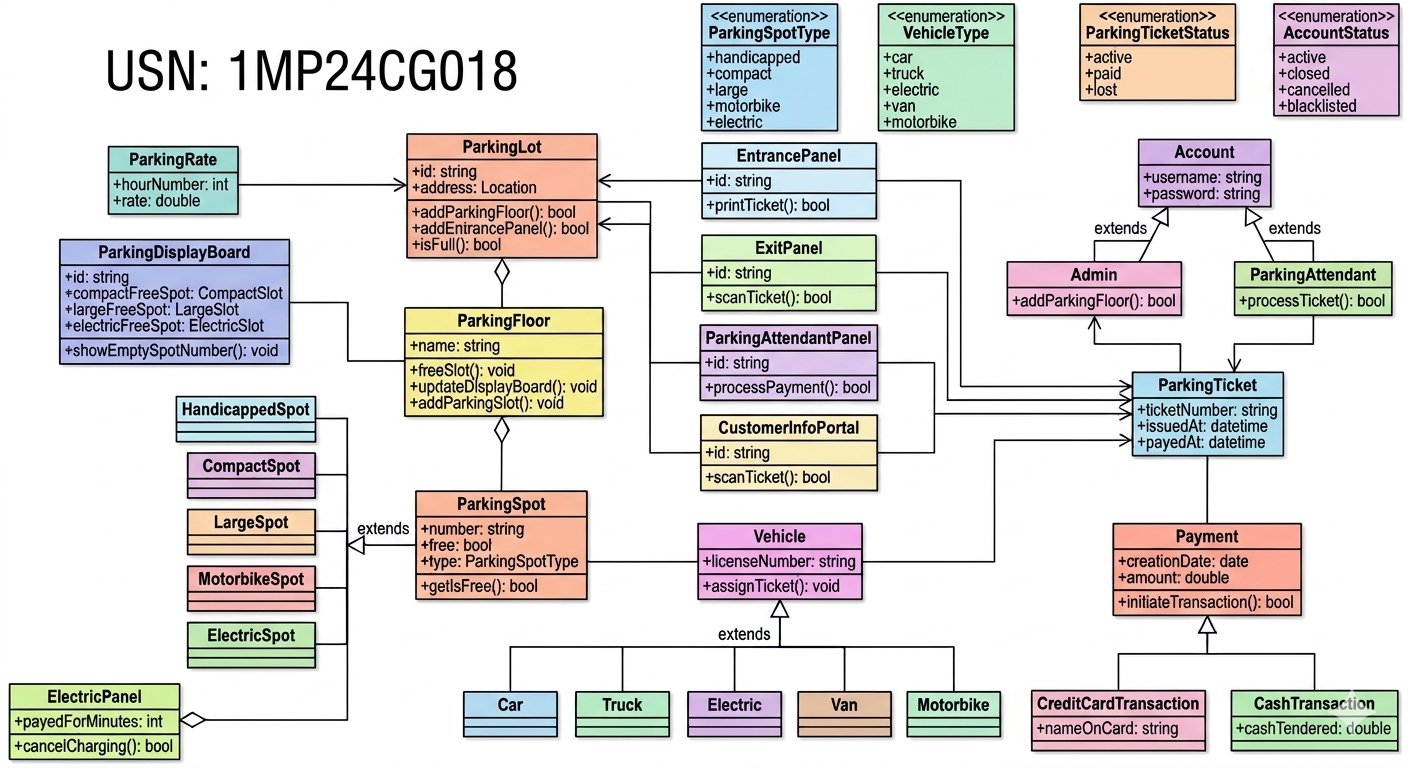 USN: 1MP24CG018
<<enumeration>>
ParkingSpotType
+handicapped
+compact
+large
+motorbike
+electric
<<enumeration>>
VehicleType
+car
+truck
+electric
+van
+motorbike
<<enumeration>>
ParkingTicketStatus
+active
+paid
+lost
<<enumeration>>
AccountStatus
+active
+closed
+cancelled
+blacklisted
ParkingRate
+hourNumber: int
+rate: double
ParkingLot
+id: string
+address: Location
+addParkingFloor(): bool
+addEntrancePanel(): bool
+isFull(): bool
EntrancePanel
+id: string
+printTicket(): bool
Account
+username: string
+password: string
extends
extends
ParkingDisplayBoard
+id: string
+compactFreeSpot: CompactSlot
+largeFreeSpot: LargeSlot
+electricFreeSpot: ElectricSlot
+showEmptySpotNumber(): void
ExitPanel
+id: string
+scanTicket(): bool
Admin
+addParkingFloor(): bool
ParkingAttendant
+processTicket(): bool
ParkingFloor
+name: string
+freeSlot(): void
+updateDisplayBoard(): void
+addParkingSlot(): void
ParkingAttendantPanel
+id: string
+processPayment(): bool
ParkingTicket
+ticketNumber: string
+issuedAt: datetime
+payedAt: datetime
HandicappedSpot
CompactSpot
LargeSpot
MotorbikeSpot
ElectricSpot
extends
CustomerInfoPortal
+id: string
+scanTicket(): bool
ParkingSpot
+number: string
+free: bool
+type: ParkingSpotType
+getIsFree(): bool
Vehicle
+licenseNumber: string
+assignTicket(): void
extends
Payment
+creationDate: date
+amount: double
+initiateTransaction(): bool
ElectricPanel
+payedForMinutes: int
+cancelCharging(): bool
Car
Truck
Electric
Van
Motorbike
CreditCardTransaction
+nameOnCard: string
CashTransaction
+cashTendered: double